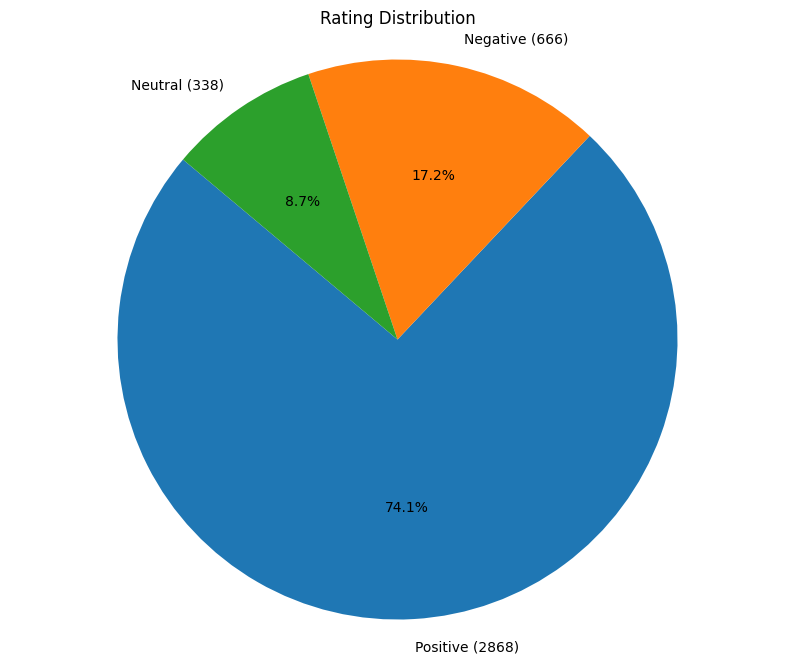 Rating Distribution
Negative (666)
Neutral (338)
17.2%
8.7%
74.1%
Positive (2868)